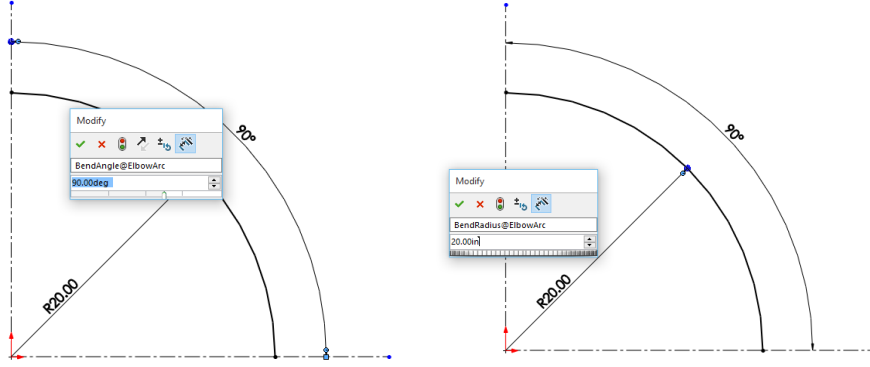 Modify
BendAngle@ElbowArc
90.00deg
90°
R20.00
Modify
BendRadius@ElbowArc
20.00in
90°
R20.00